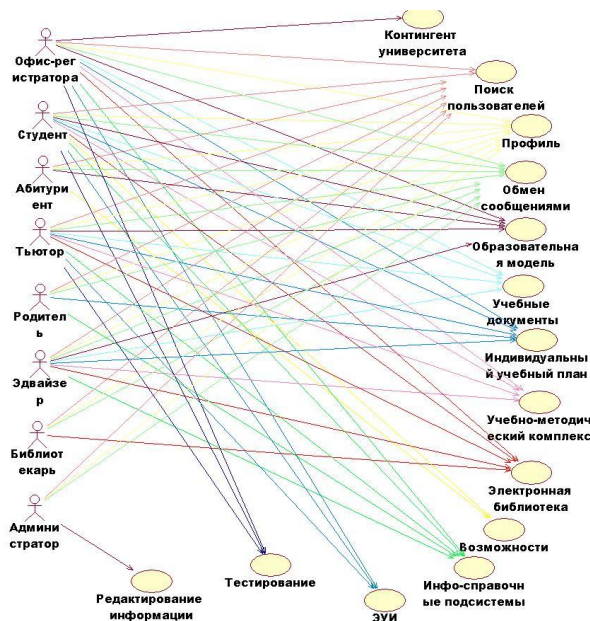 Контингент
университета
Офис-рег
истратора
Поиск
пользователей
Студент
Профиль
Абитури
ент
Обмен
сообщениями
Тьютор
Образовательна
я модель
Учебные
документы
Родител
ь
Индивидуальны
й учебный план
Эдвайзе
р
Учебно-методич
еский комплекс
Библиот
екарь
Электронная
библиотека
Админи
стратор
Возможности
Тестирование
Инфо-справочн
ые подсистемы
Редактирование
информации
ЭУИ